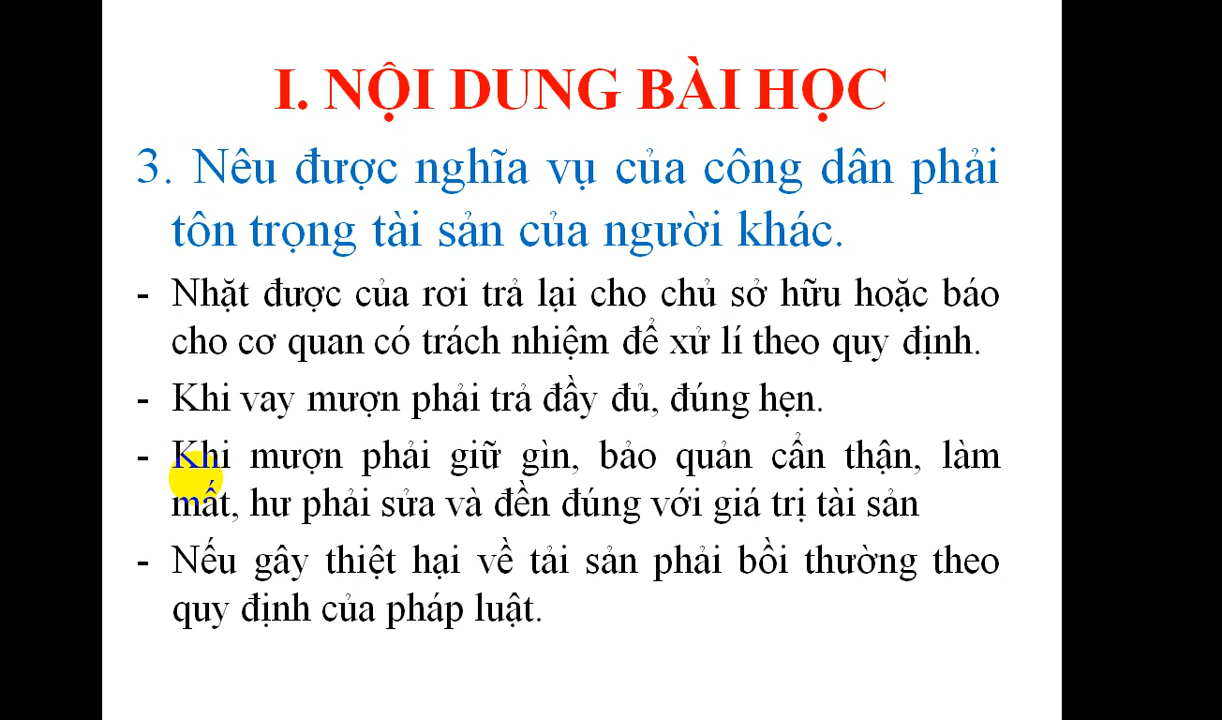 I. NỘI DUNG BÀI HỌC
3. Nêu được nghĩa vụ của công dân phải
tôn trọng tài sản của người khác.
- Nhặt được của rơi trả lại cho chủ sở hữu hoặc báo
cho cơ quan có trách nhiệm để xử lí theo quy định.
- Khi vay mượn phải trả đầy đủ, đúng hẹn.
- Khi mượn phải giữ gìn, bảo quản cẩn thận, làm
mất, hư phải sửa và đền đúng với giá trị tài sản
- Nếu gây thiệt hại về tải sản phải bồi thường theo
quy định của pháp luật.